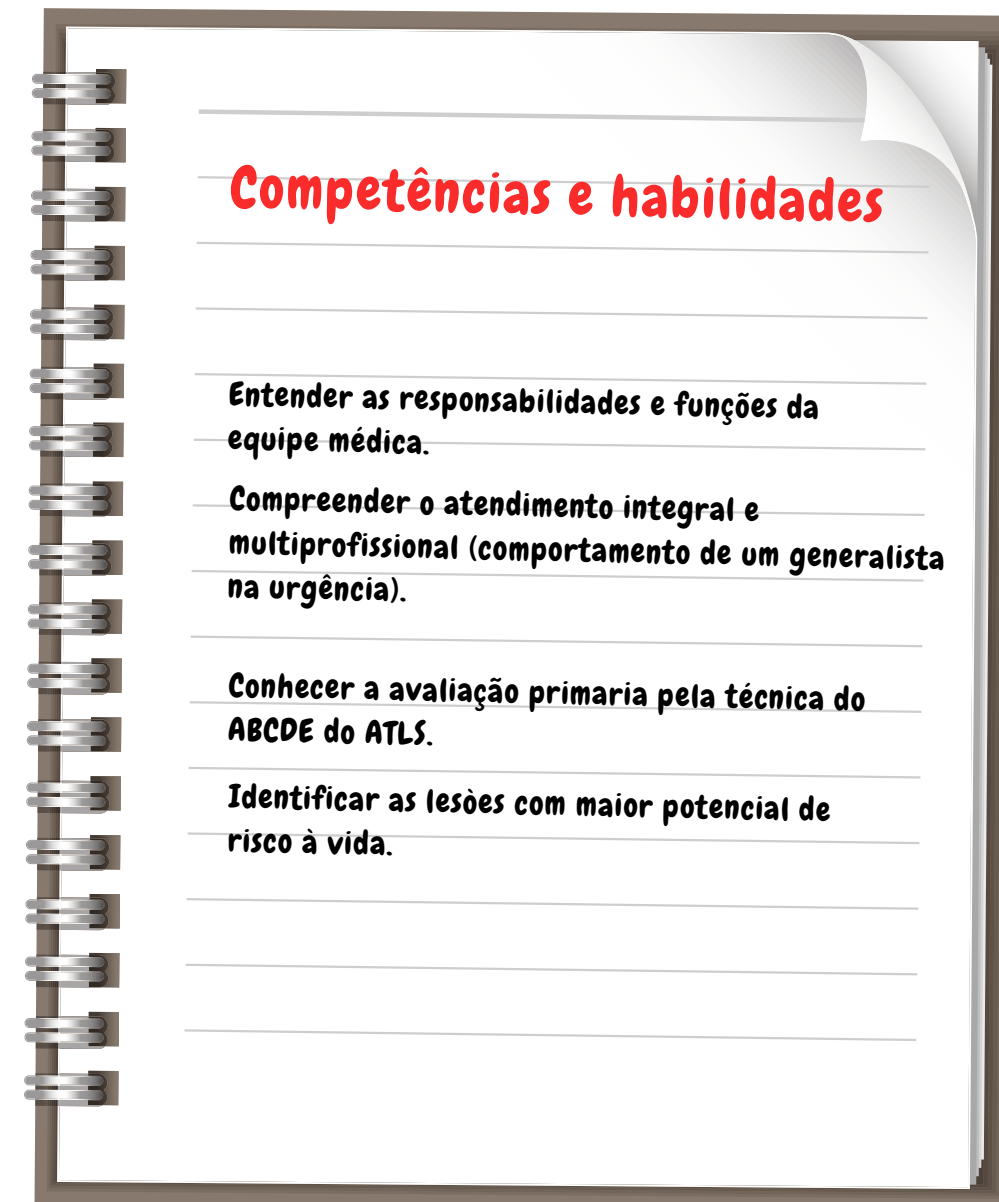 Competências e habilidades
Entender as responsabilidades e funções da
equipe médica.
Compreender o atendimento integral e
multiprofissional (comportamento de um generalista
na urgência).
Conhecer a avaliação primaria pela técnica do
ABCDE do ATLS.
Identificar as lesòes com maior potencial de
risco à vida.